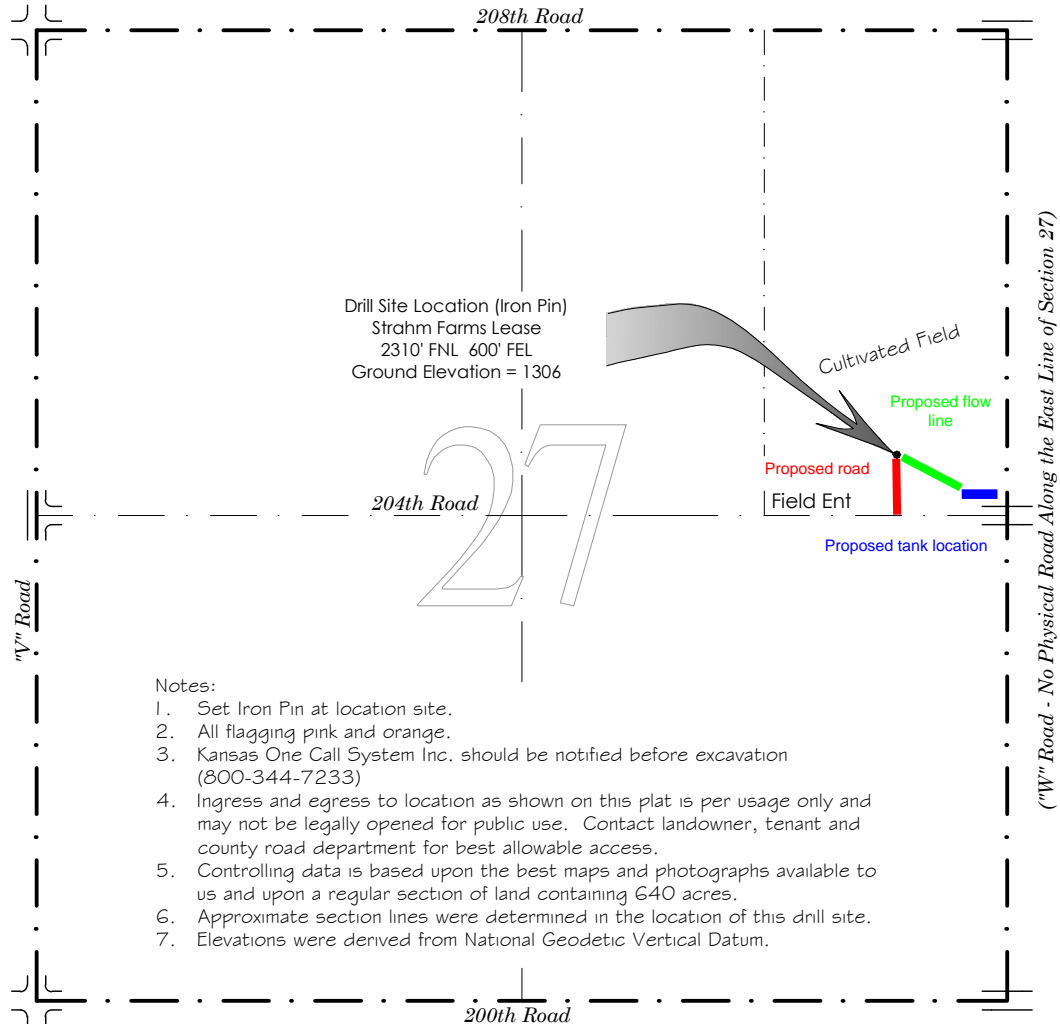 208th Road
Drill Site Location (Iron Pin)
Strahm Farms Lease
2310' FNL 600' FEL
Ground Elevation = 1306
Cultivated Field
Proposed flow
line
("W" Road - No Physical Road Along the East Line of Section 27)
27
Proposed road
204th Road
Field Ent
Proposed tank location
"V" Road
Notes:
1. Set Iron Pin at location site.
2. All flagging pink and orange.
3. Kansas One Call System Inc. should be notified before excavation
(800-344-7233)
4. Ingress and egress to location as shown on this plat is per usage only and
may not be legally opened for public use. Contact landowner, tenant and
county road department for best allowable access.
5. Controlling data is based upon the best maps and photographs available to
us and upon a regular section of land containing 640 acres.
6. Approximate section lines were determined in the location of this drill site.
7. Elevations were derived from National Geodetic Vertical Datum.
200th Road